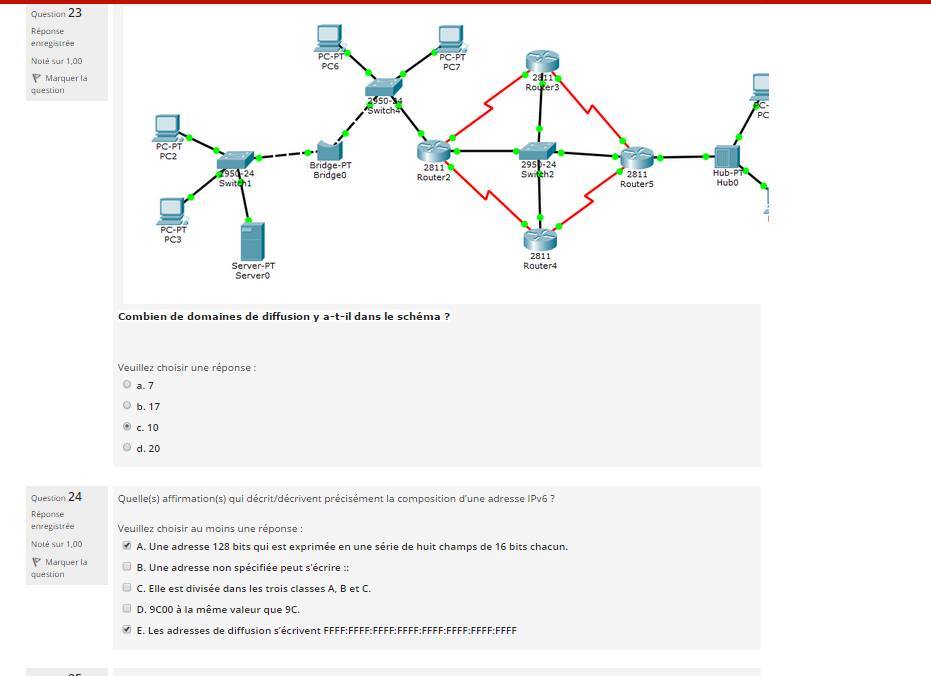 Question 23
Réponse
enregistrée
Noté sur 1,00
Marquer la
question
PC-PT
PC6
PC-PT
PC7
2950-24
Switch4
2811
Router3
PC-PT
PC2
2950-24
Switch1
Bridge-PT
Bridge0
2811
Router2
2950-24
Switch2
2811
Router5
Hub-PT
Hub0
PC-PT
PC3
Server-PT
Server0
2811
Router4
Combien de domaines de diffusion y a-t-il dans le schéma ?
Veuillez choisir une réponse :
a. 7
b. 17
c. 10
d. 20
Question 24
Réponse
enregistrée
Noté sur 1,00
Marquer la
question
Quelle(s) affirmation(s) qui décrit/décrivent précisément la composition d'une adresse IPv6 ?
Veuillez choisir au moins une réponse :
A. Une adresse 128 bits qui est exprimée en une série de huit champs de 16 bits chacun.
B. Une adresse non spécifiée peut s'écrire ::
C. Elle est divisée dans les trois classes A, B et C.
D. 9C00 à la même valeur que 9C.
E. Les adresses de diffusion s'écrivent FFFF:FFFF:FFFF:FFFF:FFFF:FFFF:FFFF:FFFF